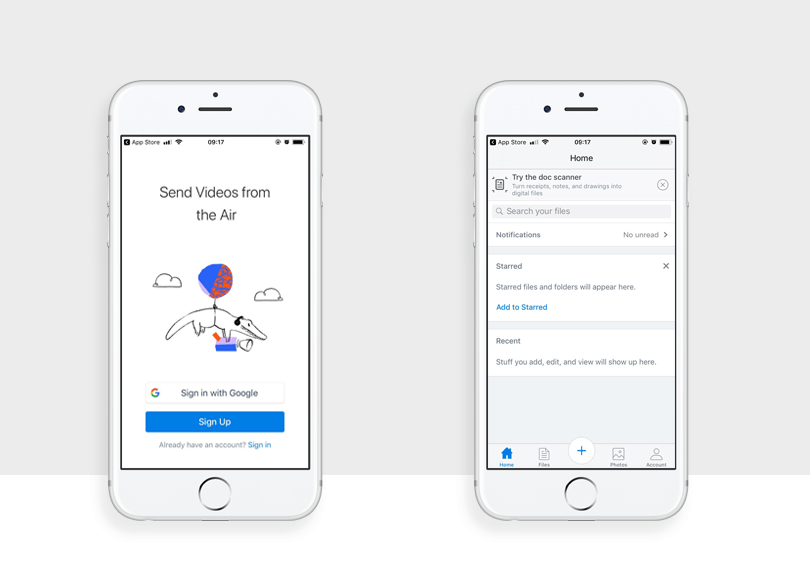 App Store 09:17
Send Videos from
the Air
Sign in with Google
Sign Up
Already have an account? Sign in
App Store 09:17
Home
Try the doc scanner
Turn receipts, notes, and drawings into
digital files
Search your files
Notifications No unread
Starred
Starred files and folders will appear here.
Add to Starred
Recent
Stuff you add, edit, and view will show up here.
Home Files Photos Account